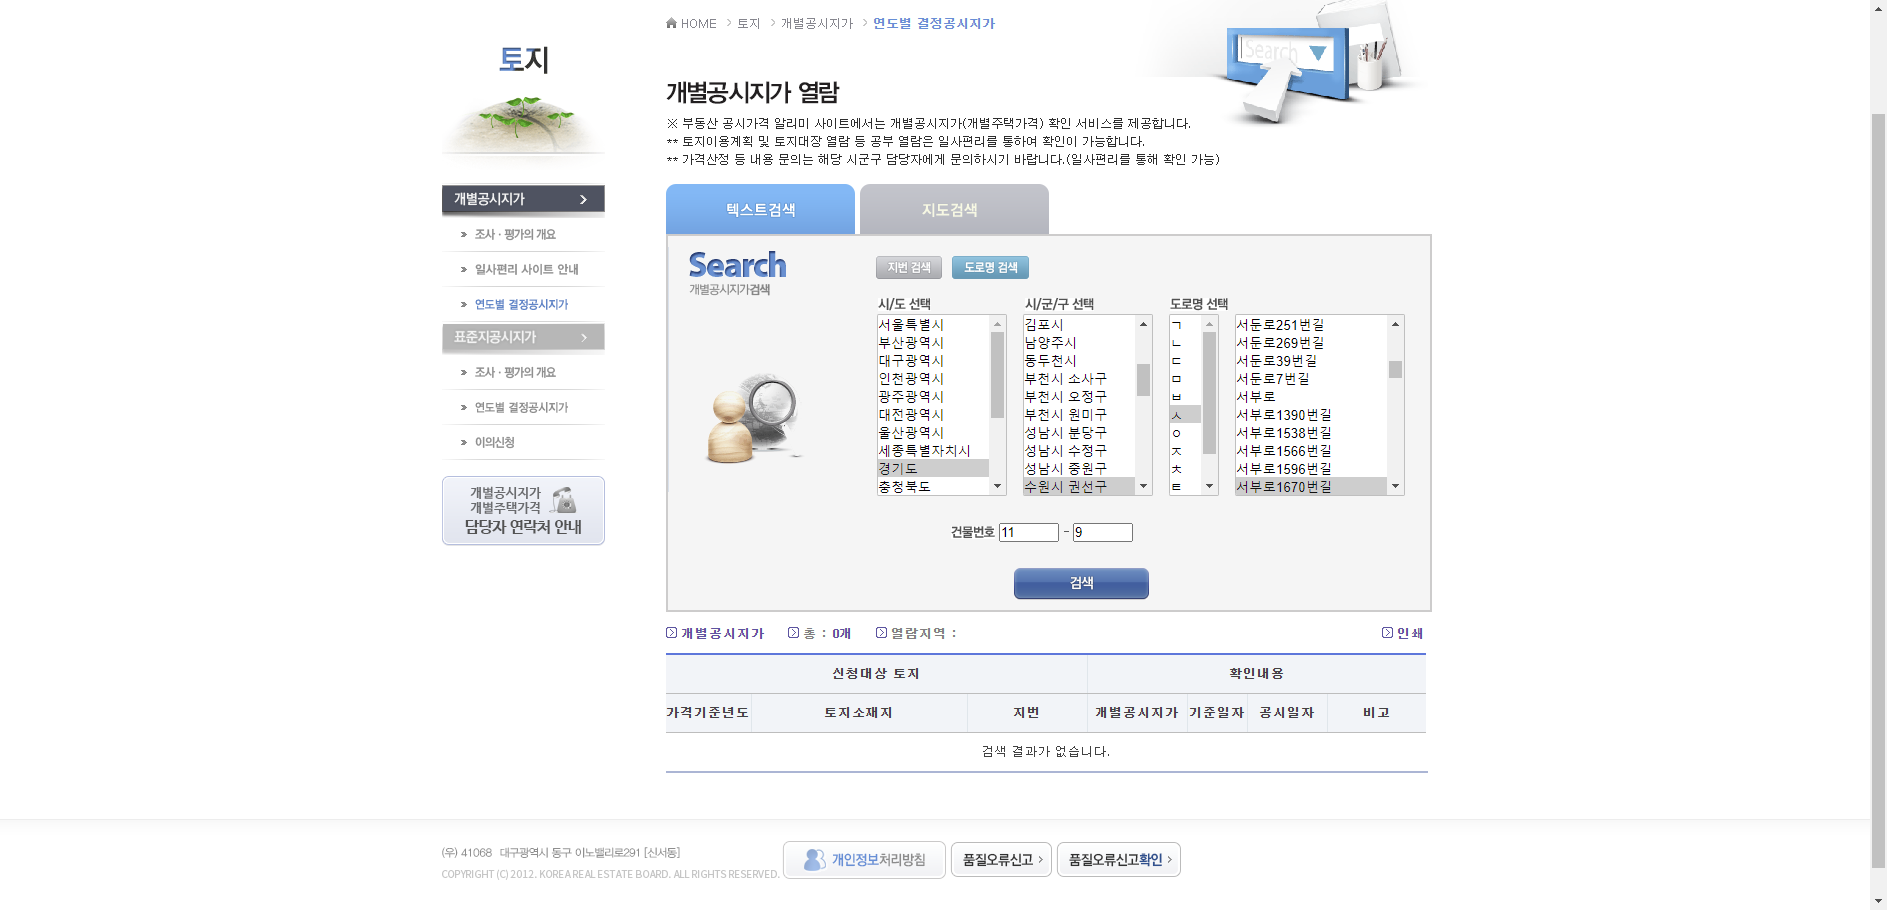 HOME > 토지 > 개별공시지가 > 연도별 결정공시지가
토지
Search
개별공시지가 열람
※ 부동산 공시가격 알리미 사이트에서는 개별공시지가(개별주택가격) 확인 서비스를 제공합니다.
** 토지이용계획 및 토지대장 열람 등 공부 열람은 일사편리를 통하여 확인이 가능합니다.
** 가격산정 등 내용 문의는 해당 시군구 담당자에게 문의하시기 바랍니다.(일사편리를 통해 확인 가능)
개별공시지가
조사 · 평가의 개요
일사편리 사이트 안내
연도별 결정공시지가
표준지공시지가
조사 · 평가의 개요
연도별 결정공시지가
이의신청
개별공시지가
개별주택가격
담당자 연락처 안내
텍스트검색 지도검색
Search
개별공시지가검색
지번 검색 도로명 검색
시/도 선택 시/군/구 선택 도로명 선택
서울특별시 김포시 ㄱ 서둔로251번길
부산광역시 남양주시 ㄴ 서둔로269번길
대구광역시 동두천시 ㄷ 서둔로39번길
인천광역시 부천시 소사구 ㅁ 서둔로7번길
광주광역시 부천시 오정구 ㅂ 서부로
대전광역시 부천시 원미구 ㅅ 서부로1390번길
울산광역시 성남시 분당구 ㅇ 서부로1538번길
세종특별자치시 성남시 수정구 ㅈ 서부로1566번길
경기도 성남시 중원구 ㅊ 서부로1596번길
충청북도 수원시 권선구 ㅌ 서부로1670번길
건물번호 11 - 9
검색
개별공시지가 총 : 0개 열람지역 : 인쇄
신청대상 토지 확인내용
가격기준년도 토지소재지 지번 개별공시지가 기준일자 공시일자 비고
검색 결과가 없습니다.
(우) 41068 대구광역시 동구 이노밸리로291 [신서동]
COPYRIGHT (C) 2012. KOREA REAL ESTATE BOARD. ALL RIGHTS RESERVED.
개인정보처리방침 품질오류신고 > 품질오류신고확인 >